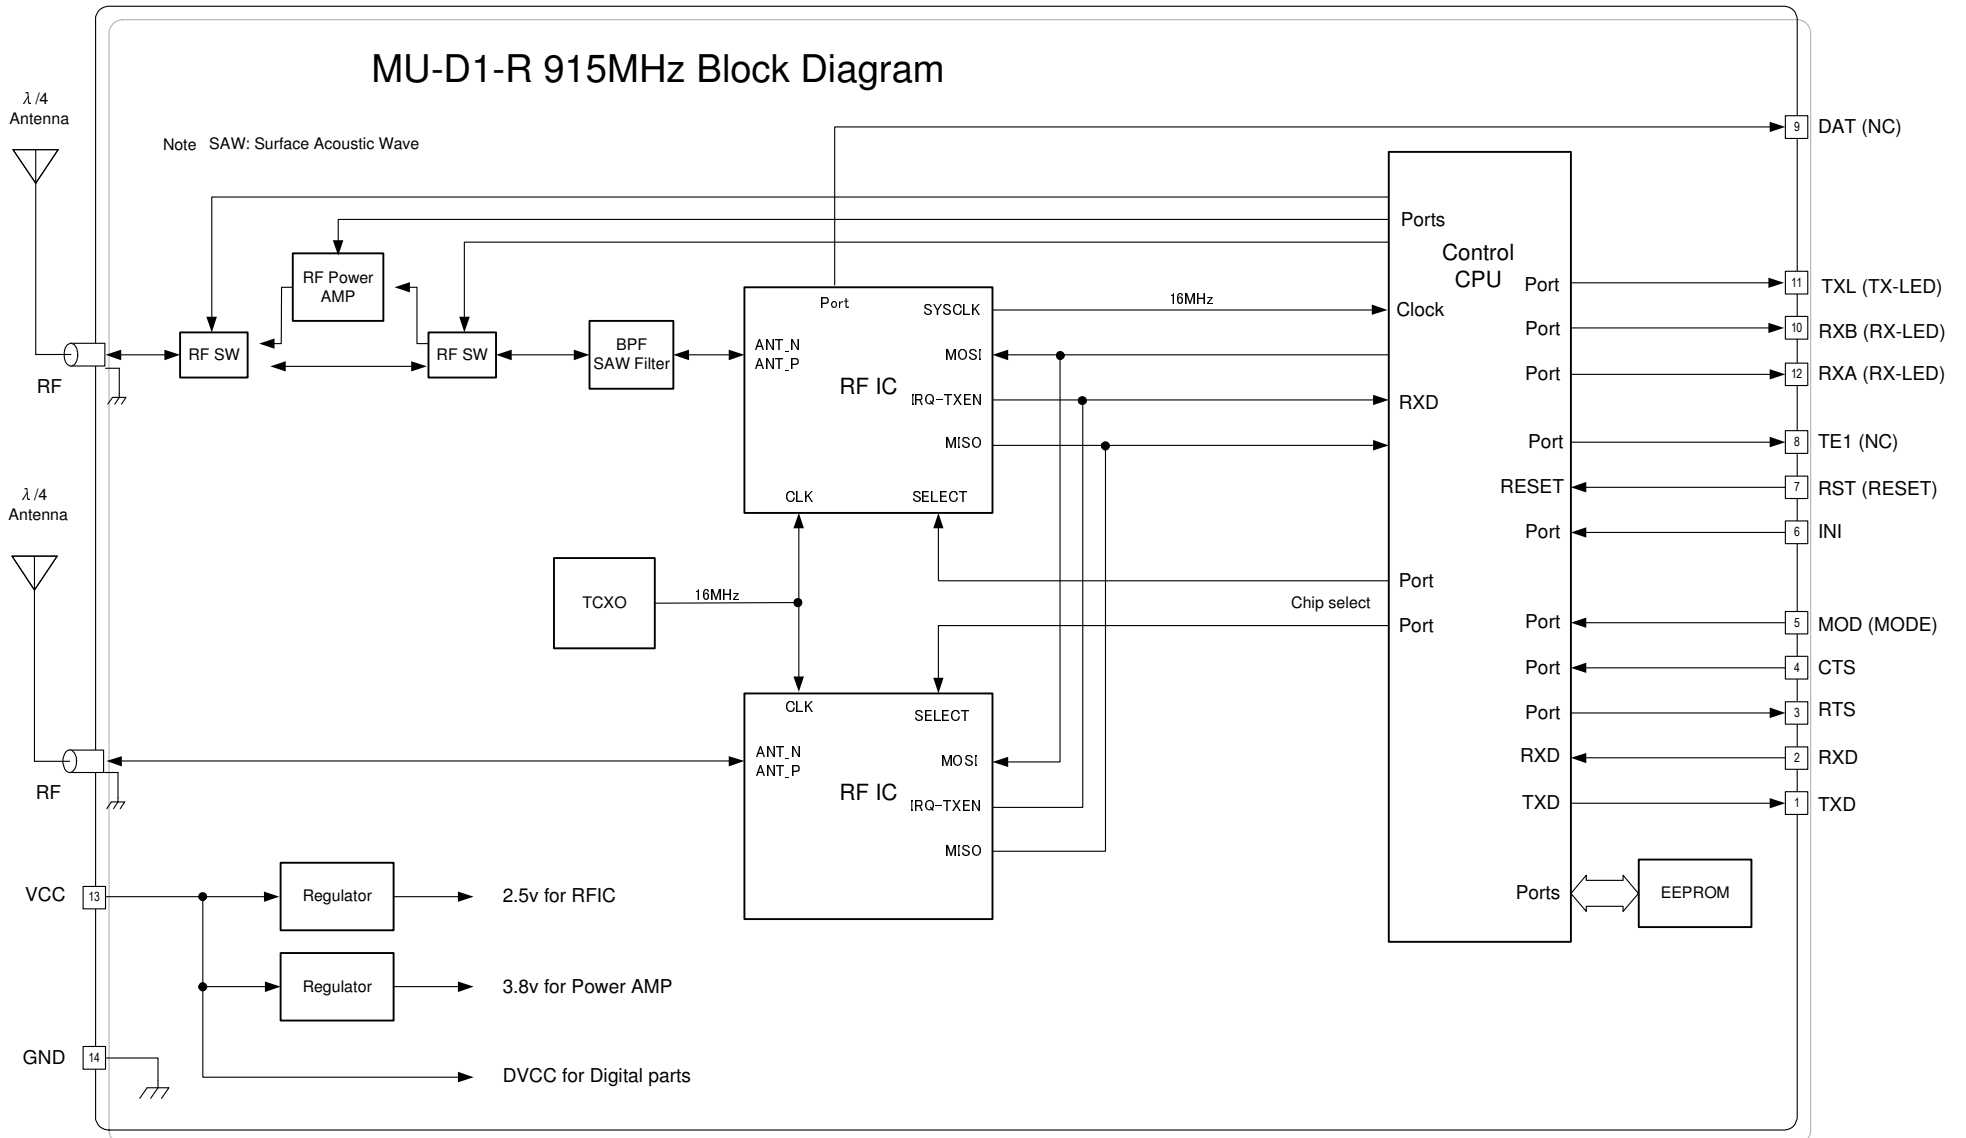 MU-D1-R 915MHz Block Diagram
λ/4
Antenna
Note SAW: Surface Acoustic Wave
9 DAT (NC)
Ports
Control
CPU
RF Power
AMP
Port
SYSCLK
16MHz
Clock
Port
11 TXL (TX-LED)
Port
10 RXB (RX-LED)
RF SW
RF SW
BPF
SAW Filter
ANT_N
ANT_P
MOSI
RF IC
RF
IRQ-TXEN
RXD
Port
12 RXA (RX-LED)
MISO
Port
8 TE1 (NC)
CLK
SELECT
RESET
7 RST (RESET)
λ/4
Antenna
Port
6 INI
TCXO
16MHz
Port
Chip select
Port
Port
5 MOD (MODE)
Port
4 CTS
CLK
SELECT
Port
3 RTS
ANT_N
ANT_P
MOSI
RF IC
RF
IRQ-TXEN
MISO
RXD
2 RXD
TXD
1 TXD
VCC 13
Regulator
2.5v for RFIC
Ports
EEPROM
Regulator
3.8v for Power AMP
GND 14
DVCC for Digital parts